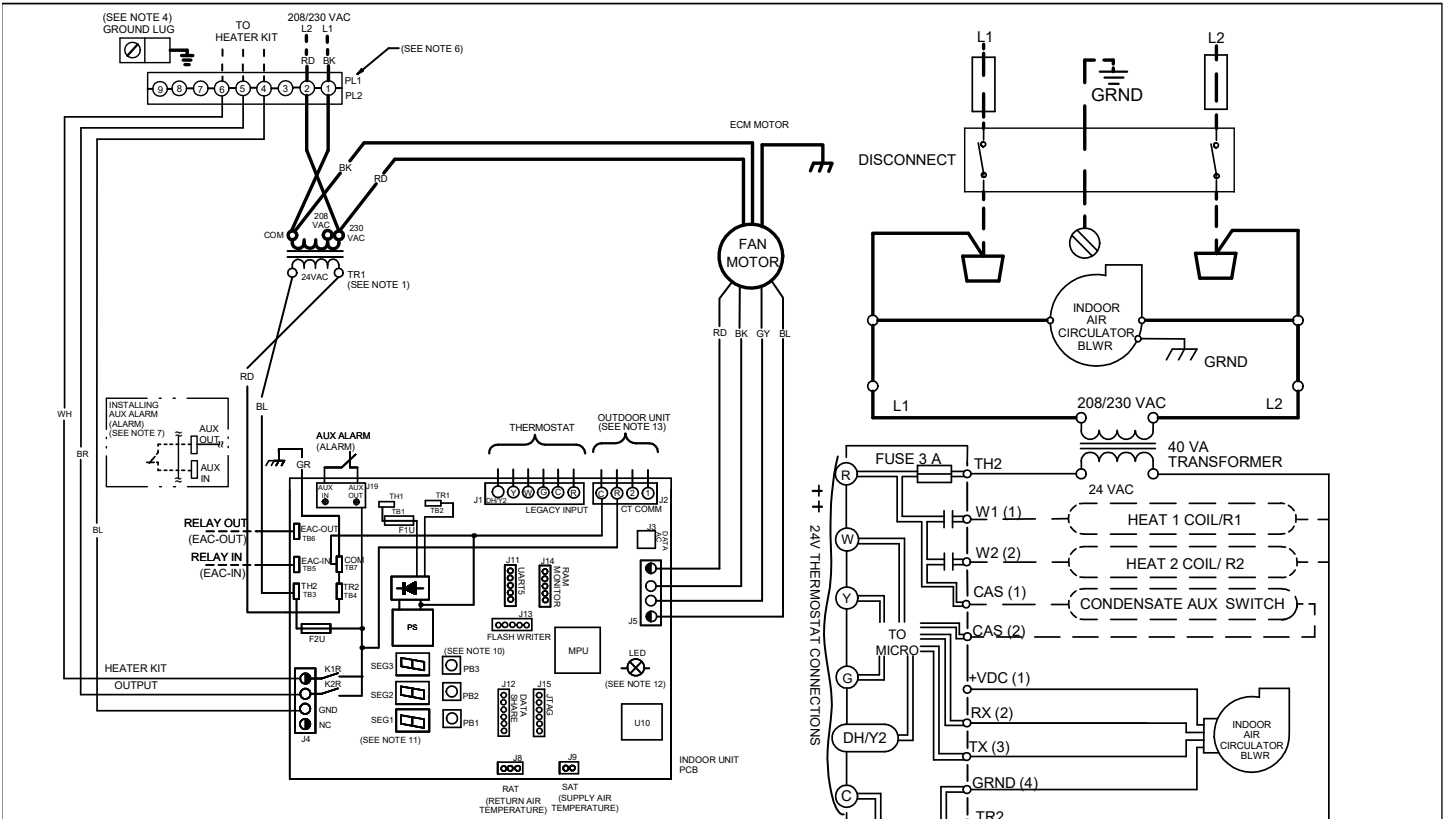 (SEE NOTE 4)
GROUND LUG
TO
HEATER KIT
208/230 VAC
L2 L1
RD BK
(SEE NOTE 6)
PL1
9 8 7 6 5 4 3 2 1
PL2
BK
RD
ECM MOTOR
COM
208
VAC
230
VAC
24VAC
TR1
(SEE NOTE 1)
FAN
MOTOR
RD BK GY BL
RD
BL
WH
BR
BL
INSTALLING
AUX ALARM
(ALARM)
(SEE NOTE 7)
AUX
OUT
AUX
IN
AUX ALARM
(ALARM)
GR
THERMOSTAT
OUTDOOR UNIT
(SEE NOTE 13)
AUX
IN
AUX
OUT
J19
TH1
TB1
F1U
TR1
TB2
J1
DH/Y2
Y W G C R
LEGACY INPUT
C R 2 1
J2
CT COMM
RELAY OUT
(EAC-OUT)
EAC-OUT
TB6
RELAY IN
(EAC-IN)
EAC-IN
TB5
COM
TB7
TH2
TB3
TR2
TB4
F2U
J3
DATA
AC
J11
UART5
J14
RAM
MONITOR
J13
FLASH WRITER
PS
J5
MPU
LED
(SEE NOTE 12)
(SEE NOTE 10)
SEG3
PB3
SEG2
PB2
SEG1
PB1
(SEE NOTE 11)
J12
DATA
SHARE
J15
JTAG
U10
HEATER KIT
OUTPUT
K1R
K2R
GND
NC
J4
J8
RAT
(RETURN AIR
TEMPERATURE)
J9
SAT
(SUPPLY AIR
TEMPERATURE)
INDOOR UNIT
PCB
L1
GRND
L2
DISCONNECT
INDOOR
AIR
CIRCULATOR
BLWR
GRND
L1
208/230 VAC
L2
40 VA
TRANSFORMER
24 VAC
FUSE 3 A
TH2
R
W1 (1)
HEAT 1 COIL/R1
W
W2 (2)
HEAT 2 COIL/ R2
CAS (1)
CONDENSATE AUX SWITCH
Y
CAS (2)
TO
MICRO
++ 24V THERMOSTAT CONNECTIONS
G
+VDC (1)
RX (2)
DH/Y2
TX (3)
INDOOR
AIR
CIRCULATOR
BLWR
GRND (4)
C
TR2